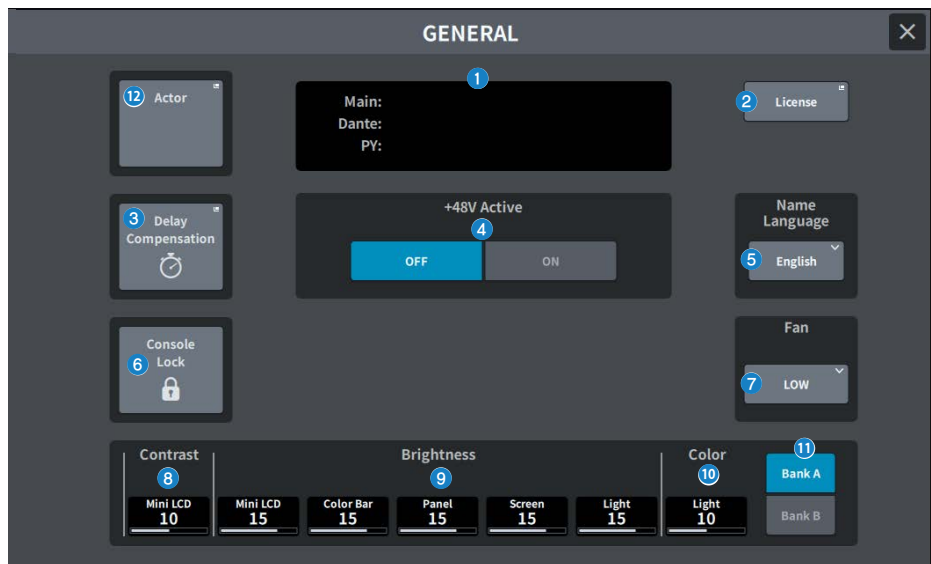 GENERAL
1
12 Actor
Main:
Dante:
PY:
2 License
3 Delay
Compensation
+48V Active
4
OFF ON
Name
Language
5 English
Console
6 Lock
Fan
7 LOW
Contrast
8
Brightness
9
Color
10
11
Bank A
Bank B
Mini LCD
10
Mini LCD
15
Color Bar
15
Panel
15
Screen
15
Light
15
Light
10